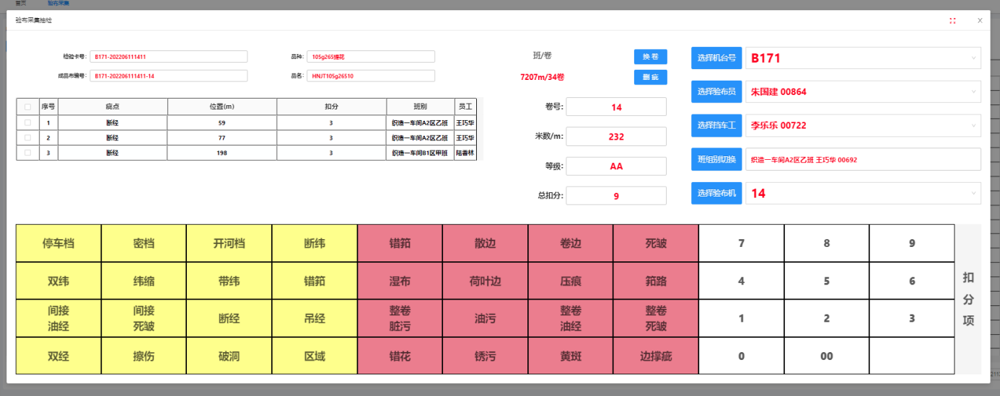 首页 验布采集
验布采集抽检 X
检验卡号: B171-202206111411 品种: 105g265提花 班/卷 换 卷 选择机台号 B171
成品布编号: B171-202206111411-14 品名: HNJT105g26510 7207m/34卷 删 疵 选择验布员 朱国建 00864
序号 疵点 位置(m) 扣分 班别 员工 卷号: 14
1 断经 59 3 织造一车间A2区乙班 王巧华 米数/m: 232 选择挡车工 李乐乐 00722
2 断经 77 3 织造一车间A2区乙班 王巧华
3 断经 198 3 织造一车间B1区甲班 陆香林 等级: AA 班组别切换 织造一车间A2区乙班 王巧华 00692
总扣分: 9 选择验布机 14
停车档 密档 开河档 断纬 错筘 散边 卷边 死皱 7 8 9
双纬 纬缩 带纬 错筘 湿布 荷叶边 压痕 筘路 4 5 6
间接油经 间接死皱 断经 吊经 整卷脏污 油污 整卷油经 整卷死皱 1 2 3
双经 擦伤 破洞 区域 错花 锈污 黄斑 边撑疵 0 00
扣分项